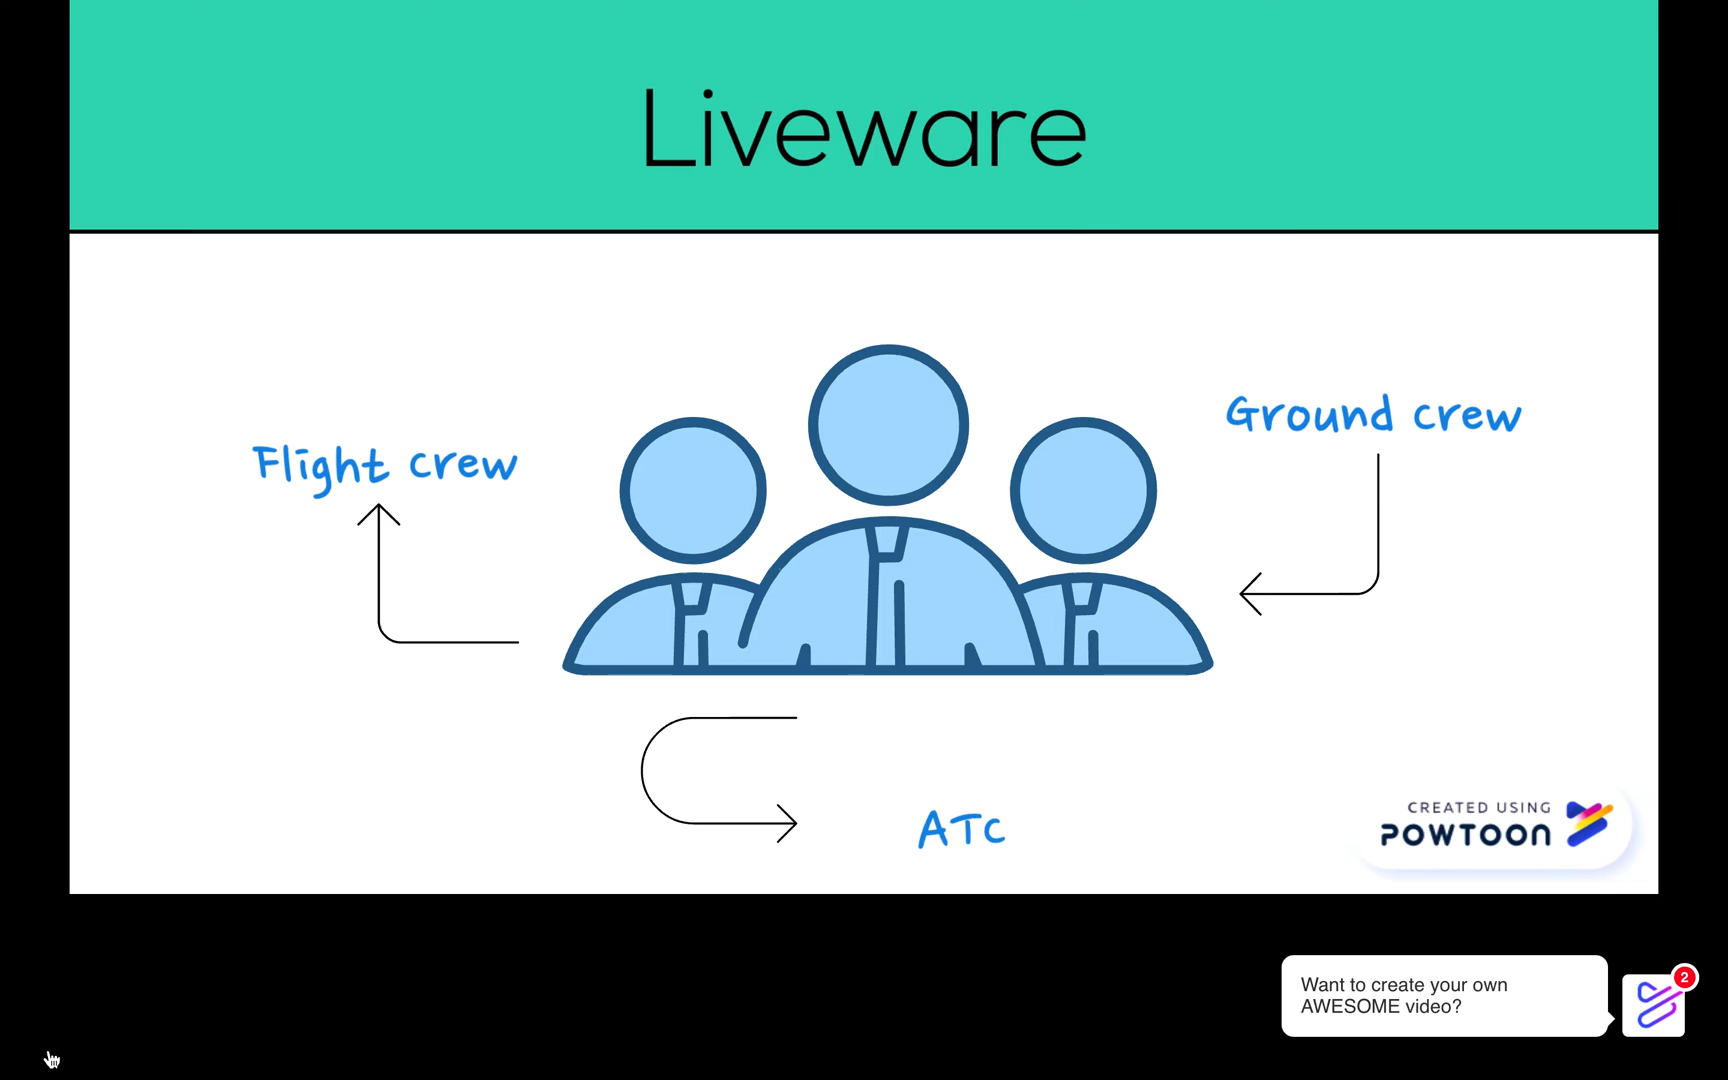 Liveware
Flight crew
Ground crew
ATC
CREATED USING
POWTOON
Want to create your own
AWESOME video?
2